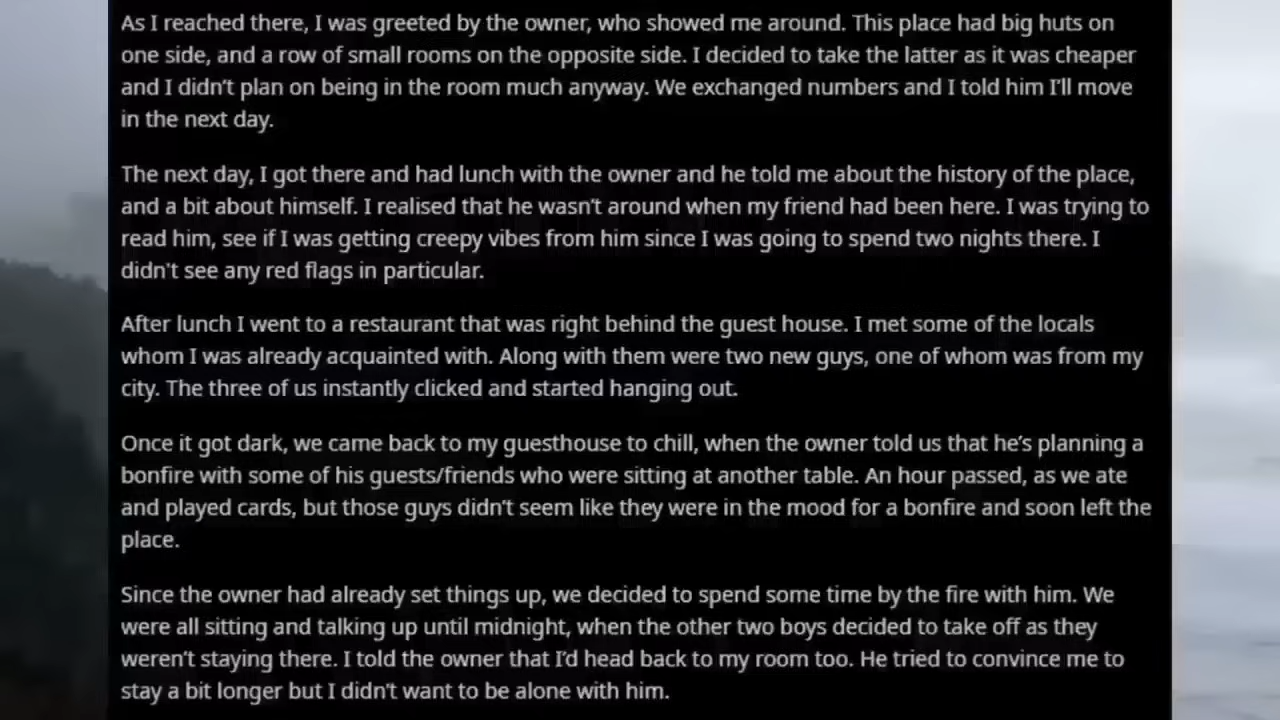 As I reached there, I was greeted by the owner, who showed me around. This place had big huts on
one side, and a row of small rooms on the opposite side. I decided to take the latter as it was cheaper
and I didn't plan on being in the room much anyway. We exchanged numbers and I told him I'll move
in the next day.
The next day, I got there and had lunch with the owner and he told me about the history of the place,
and a bit about himself. I realised that he wasn't around when my friend had been here. I was trying to
read him, see if I was getting creepy vibes from him since I was going to spend two nights there. I
didn't see any red flags in particular.
After lunch I went to a restaurant that was right behind the guest house. I met some of the locals
whom I was already acquainted with. Along with them were two new guys, one of whom was from my
city. The three of us instantly clicked and started hanging out.
Once it got dark, we came back to my guesthouse to chill, when the owner told us that he's planning a
bonfire with some of his guests/friends who were sitting at another table. An hour passed, as we ate
and played cards, but those guys didn't seem like they were in the mood for a bonfire and soon left the
place.
Since the owner had already set things up, we decided to spend some time by the fire with him. We
were all sitting and talking up until midnight, when the other two boys decided to take off as they
weren't staying there. I told the owner that I'd head back to my room too. He tried to convince me to
stay a bit longer but I didn't want to be alone with him.